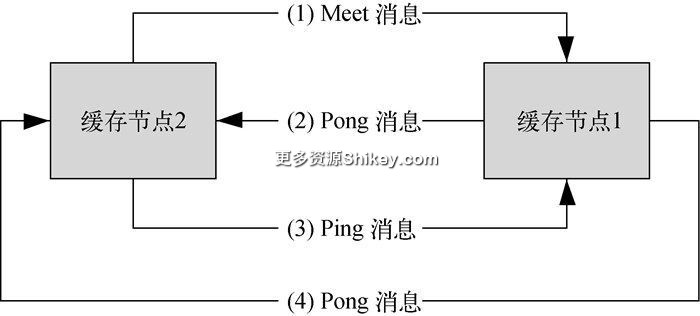 (1) Meet 消息
缓存节点2
(2) Pong 消息
缓存节点1
更多资源Shikey.com
(3) Ping 消息
(4) Pong 消息